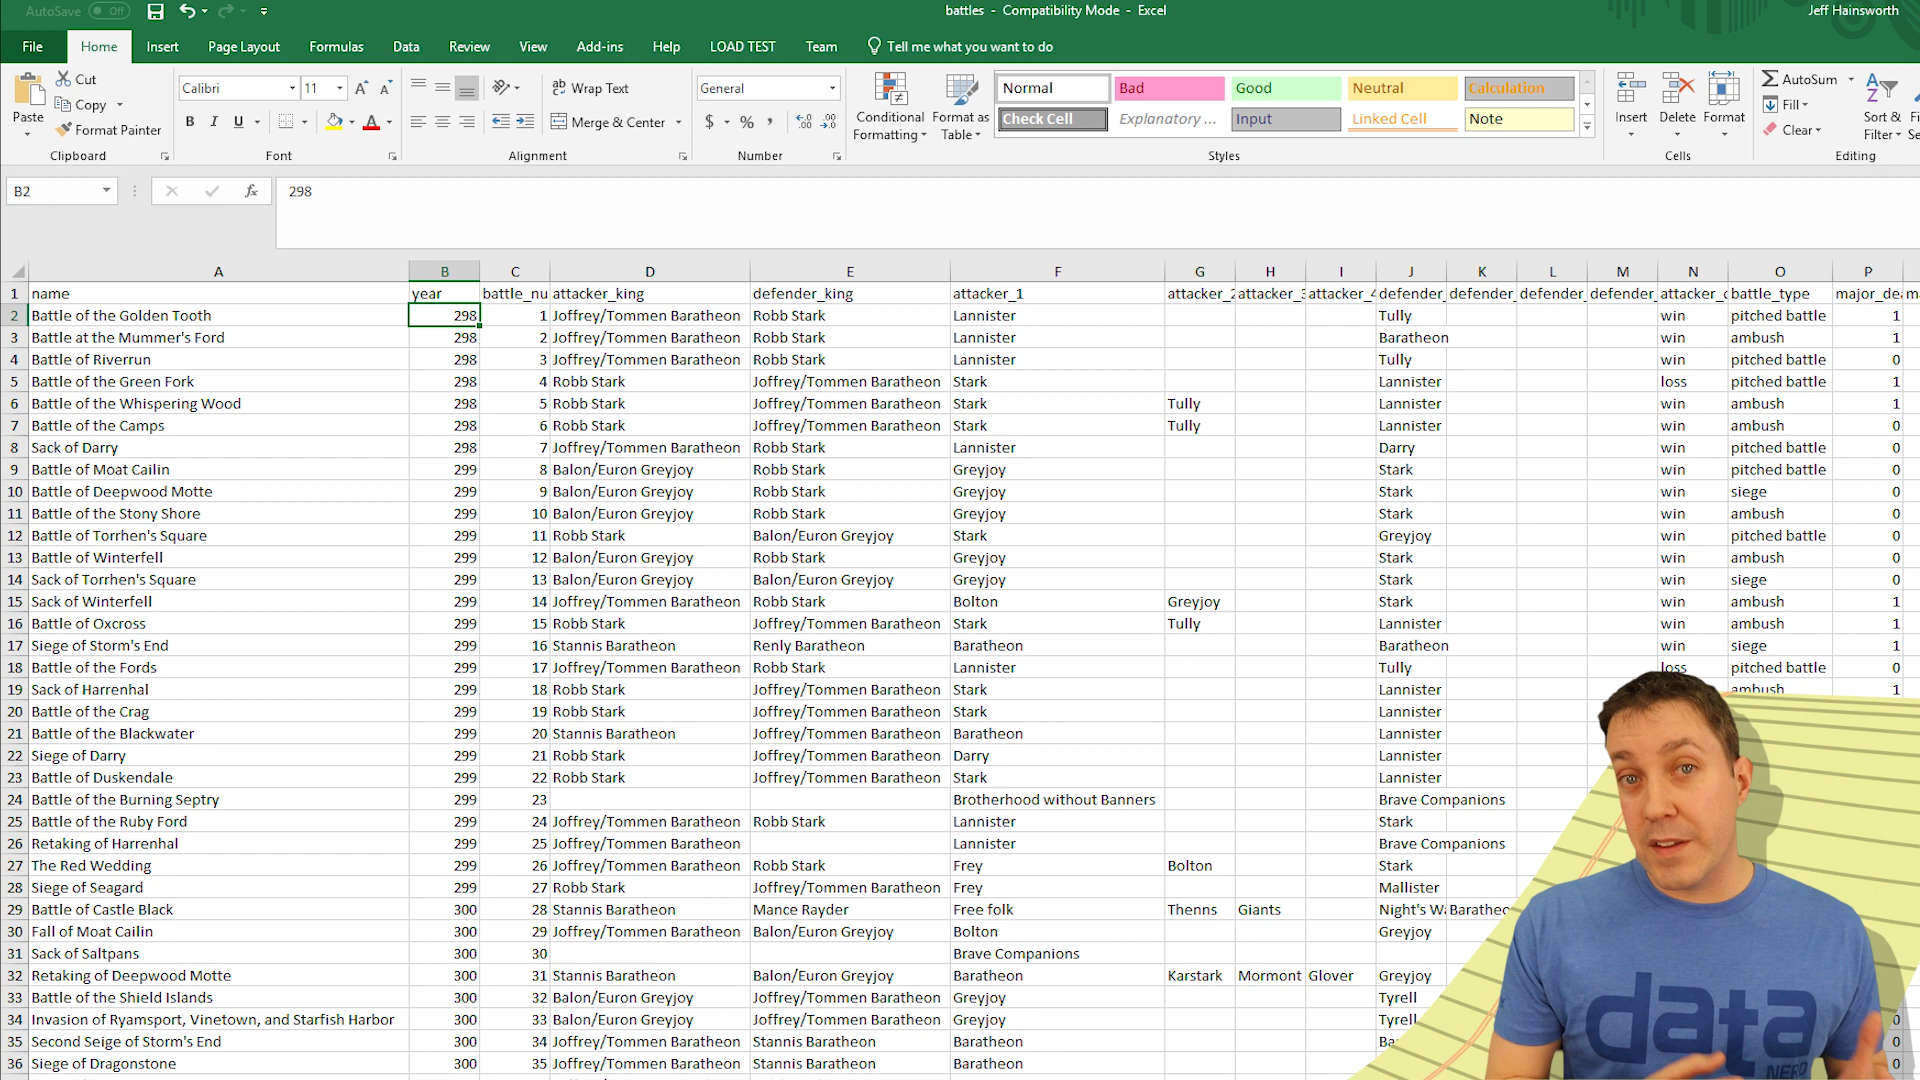 AutoSave Off battles - Compatibility Mode - Excel Jeff Hainsworth
File Home Insert Page Layout Formulas Data Review View Add-ins Help LOAD TEST Team Tell me what you want to do
Cut Calibri 11 Wrap Text General Normal Bad Good Neutral Calculation AutoSum
Copy Fill
Paste Format Painter B I U Merge & Center $ % Conditional Formatting Format as Table Check Cell Explanatory ... Input Linked Cell Note Insert Delete Format Clear Sort & Filter
Clipboard Font Alignment Number Styles Cells Editing
B2 fx 298
A B C D E F G H I J K L M N O P
1 name year battle_nu attacker_king defender_king attacker_1 attacker_2 attacker_3 attacker_4 defender_ defender_ defender_ defender_ attacker_o battle_type major_dea m
2 Battle of the Golden Tooth 298 1 Joffrey/Tommen Baratheon Robb Stark Lannister Tully win pitched battle 1
3 Battle at the Mummer's Ford 298 2 Joffrey/Tommen Baratheon Robb Stark Lannister Baratheon win ambush 1
4 Battle of Riverrun 298 3 Joffrey/Tommen Baratheon Robb Stark Lannister Tully win pitched battle 0
5 Battle of the Green Fork 298 4 Robb Stark Joffrey/Tommen Baratheon Stark Lannister loss pitched battle 1
6 Battle of the Whispering Wood 298 5 Robb Stark Joffrey/Tommen Baratheon Stark Tully Lannister win ambush 1
7 Battle of the Camps 298 6 Robb Stark Joffrey/Tommen Baratheon Stark Tully Lannister win ambush 0
8 Sack of Darry 298 7 Joffrey/Tommen Baratheon Robb Stark Lannister Darry win pitched battle 0
9 Battle of Moat Cailin 299 8 Balon/Euron Greyjoy Robb Stark Greyjoy Stark win pitched battle 0
10 Battle of Deepwood Motte 299 9 Balon/Euron Greyjoy Robb Stark Greyjoy Stark win siege 0
11 Battle of the Stony Shore 299 10 Balon/Euron Greyjoy Robb Stark Greyjoy Stark win ambush 0
12 Battle of Torrhen's Square 299 11 Robb Stark Balon/Euron Greyjoy Stark Greyjoy win pitched battle 0
13 Battle of Winterfell 299 12 Balon/Euron Greyjoy Robb Stark Greyjoy Stark win ambush 0
14 Sack of Torrhen's Square 299 13 Balon/Euron Greyjoy Balon/Euron Greyjoy Greyjoy Stark win siege 0
15 Sack of Winterfell 299 14 Joffrey/Tommen Baratheon Robb Stark Bolton Greyjoy Stark win ambush 1
16 Battle of Oxcross 299 15 Robb Stark Joffrey/Tommen Baratheon Stark Tully Lannister win ambush 1
17 Siege of Storm's End 299 16 Stannis Baratheon Renly Baratheon Baratheon Baratheon win siege 1
18 Battle of the Fords 299 17 Joffrey/Tommen Baratheon Robb Stark Lannister Tully loss pitched battle 0
19 Sack of Harrenhal 299 18 Robb Stark Joffrey/Tommen Baratheon Stark Lannister ambush 1
20 Battle of the Crag 299 19 Robb Stark Joffrey/Tommen Baratheon Stark Lannister
21 Battle of the Blackwater 299 20 Stannis Baratheon Joffrey/Tommen Baratheon Baratheon Lannister
22 Siege of Darry 299 21 Robb Stark Joffrey/Tommen Baratheon Darry Lannister
23 Battle of Duskendale 299 22 Robb Stark Joffrey/Tommen Baratheon Stark Lannister
24 Battle of the Burning Septry 299 23 Brotherhood without Banners Brave Companions
25 Battle of the Ruby Ford 299 24 Joffrey/Tommen Baratheon Robb Stark Lannister Stark
26 Retaking of Harrenhal 299 25 Joffrey/Tommen Baratheon Lannister Brave Companions
27 The Red Wedding 299 26 Joffrey/Tommen Baratheon Robb Stark Frey Bolton Stark
28 Siege of Seagard 299 27 Robb Stark Joffrey/Tommen Baratheon Frey Mallister
29 Battle of Castle Black 300 28 Stannis Baratheon Mance Rayder Free folk Thenns Giants Night's Wa Baratheo
30 Fall of Moat Cailin 300 29 Joffrey/Tommen Baratheon Balon/Euron Greyjoy Bolton Greyjoy
31 Sack of Saltpans 300 30 Brave Companions
32 Retaking of Deepwood Motte 300 31 Stannis Baratheon Balon/Euron Greyjoy Baratheon Karstark Mormont Glover Greyjoy
33 Battle of the Shield Islands 300 32 Balon/Euron Greyjoy Joffrey/Tommen Baratheon Greyjoy Tyrell
34 Invasion of Ryamsport, Vinetown, and Starfish Harbor 300 33 Balon/Euron Greyjoy Joffrey/Tommen Baratheon Greyjoy Tyrell 0
35 Second Seige of Storm's End 300 34 Joffrey/Tommen Baratheon Stannis Baratheon Baratheon Ba 0
36 Siege of Dragonstone 300 35 Joffrey/Tommen Baratheon Stannis Baratheon Baratheon 0
data
NERD